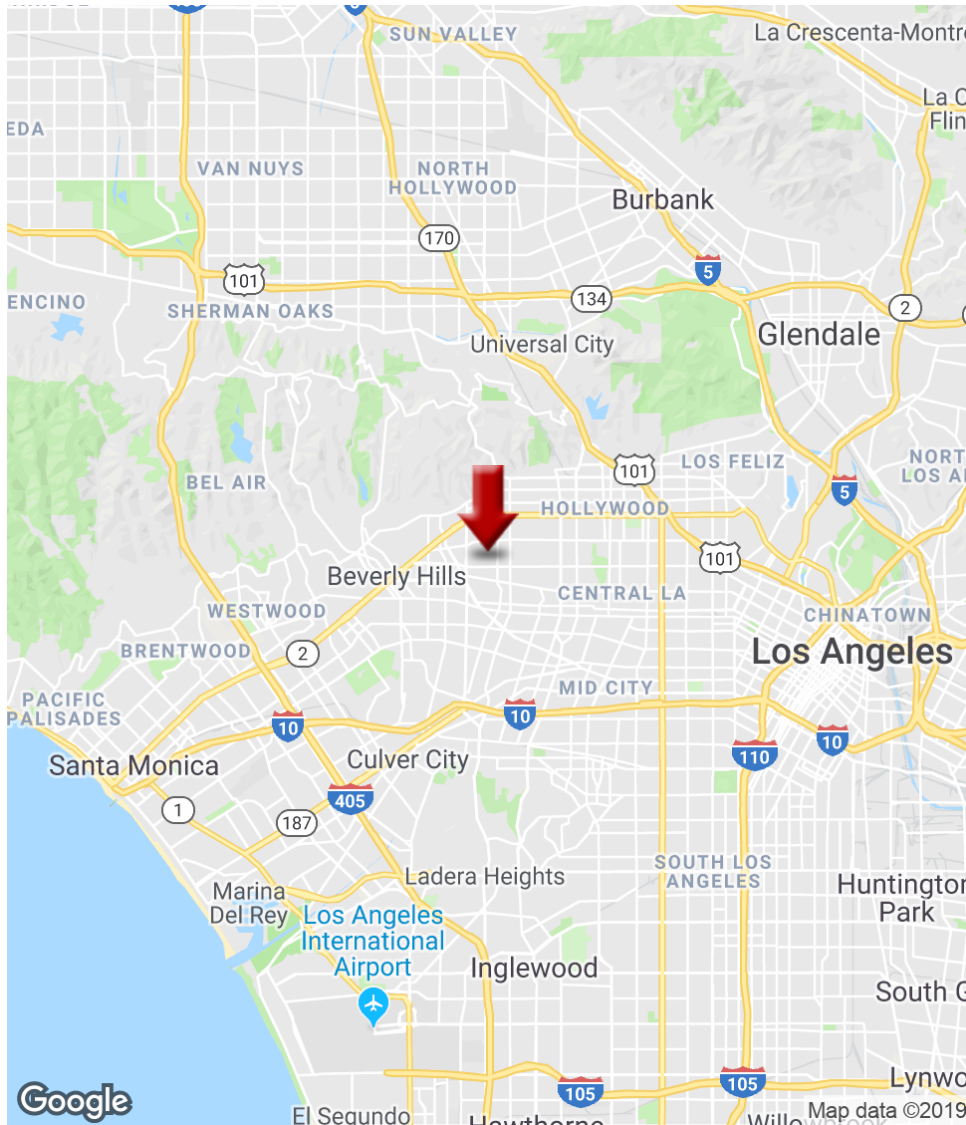 5
SUN VALLEY
La Crescenta-Montr
La C
Flin
EDA
VAN NUYS
NORTH
HOLLYWOOD
Burbank
170
5
101
134
2
ENCINO
SHERMAN OAKS
Universal City
Glendale
101
LOS FELIZ
NORT
LOS A
BEL AIR
5
HOLLYWOOD
101
Beverly Hills
CENTRAL LA
WESTWOOD
CHINATOWN
BRENTWOOD
2
Los Angeles
PACIFIC
PALISADES
MID CITY
10
10
10
110
Santa Monica
Culver City
405
1
187
SOUTH LOS
ANGELES
Ladera Heights
Marina
Del Rey
Huntington
Park
Los Angeles
International
Airport
Inglewood
South G
105
105
Lynwo
Google
El Segundo
Hawthorne
Map data ©2019